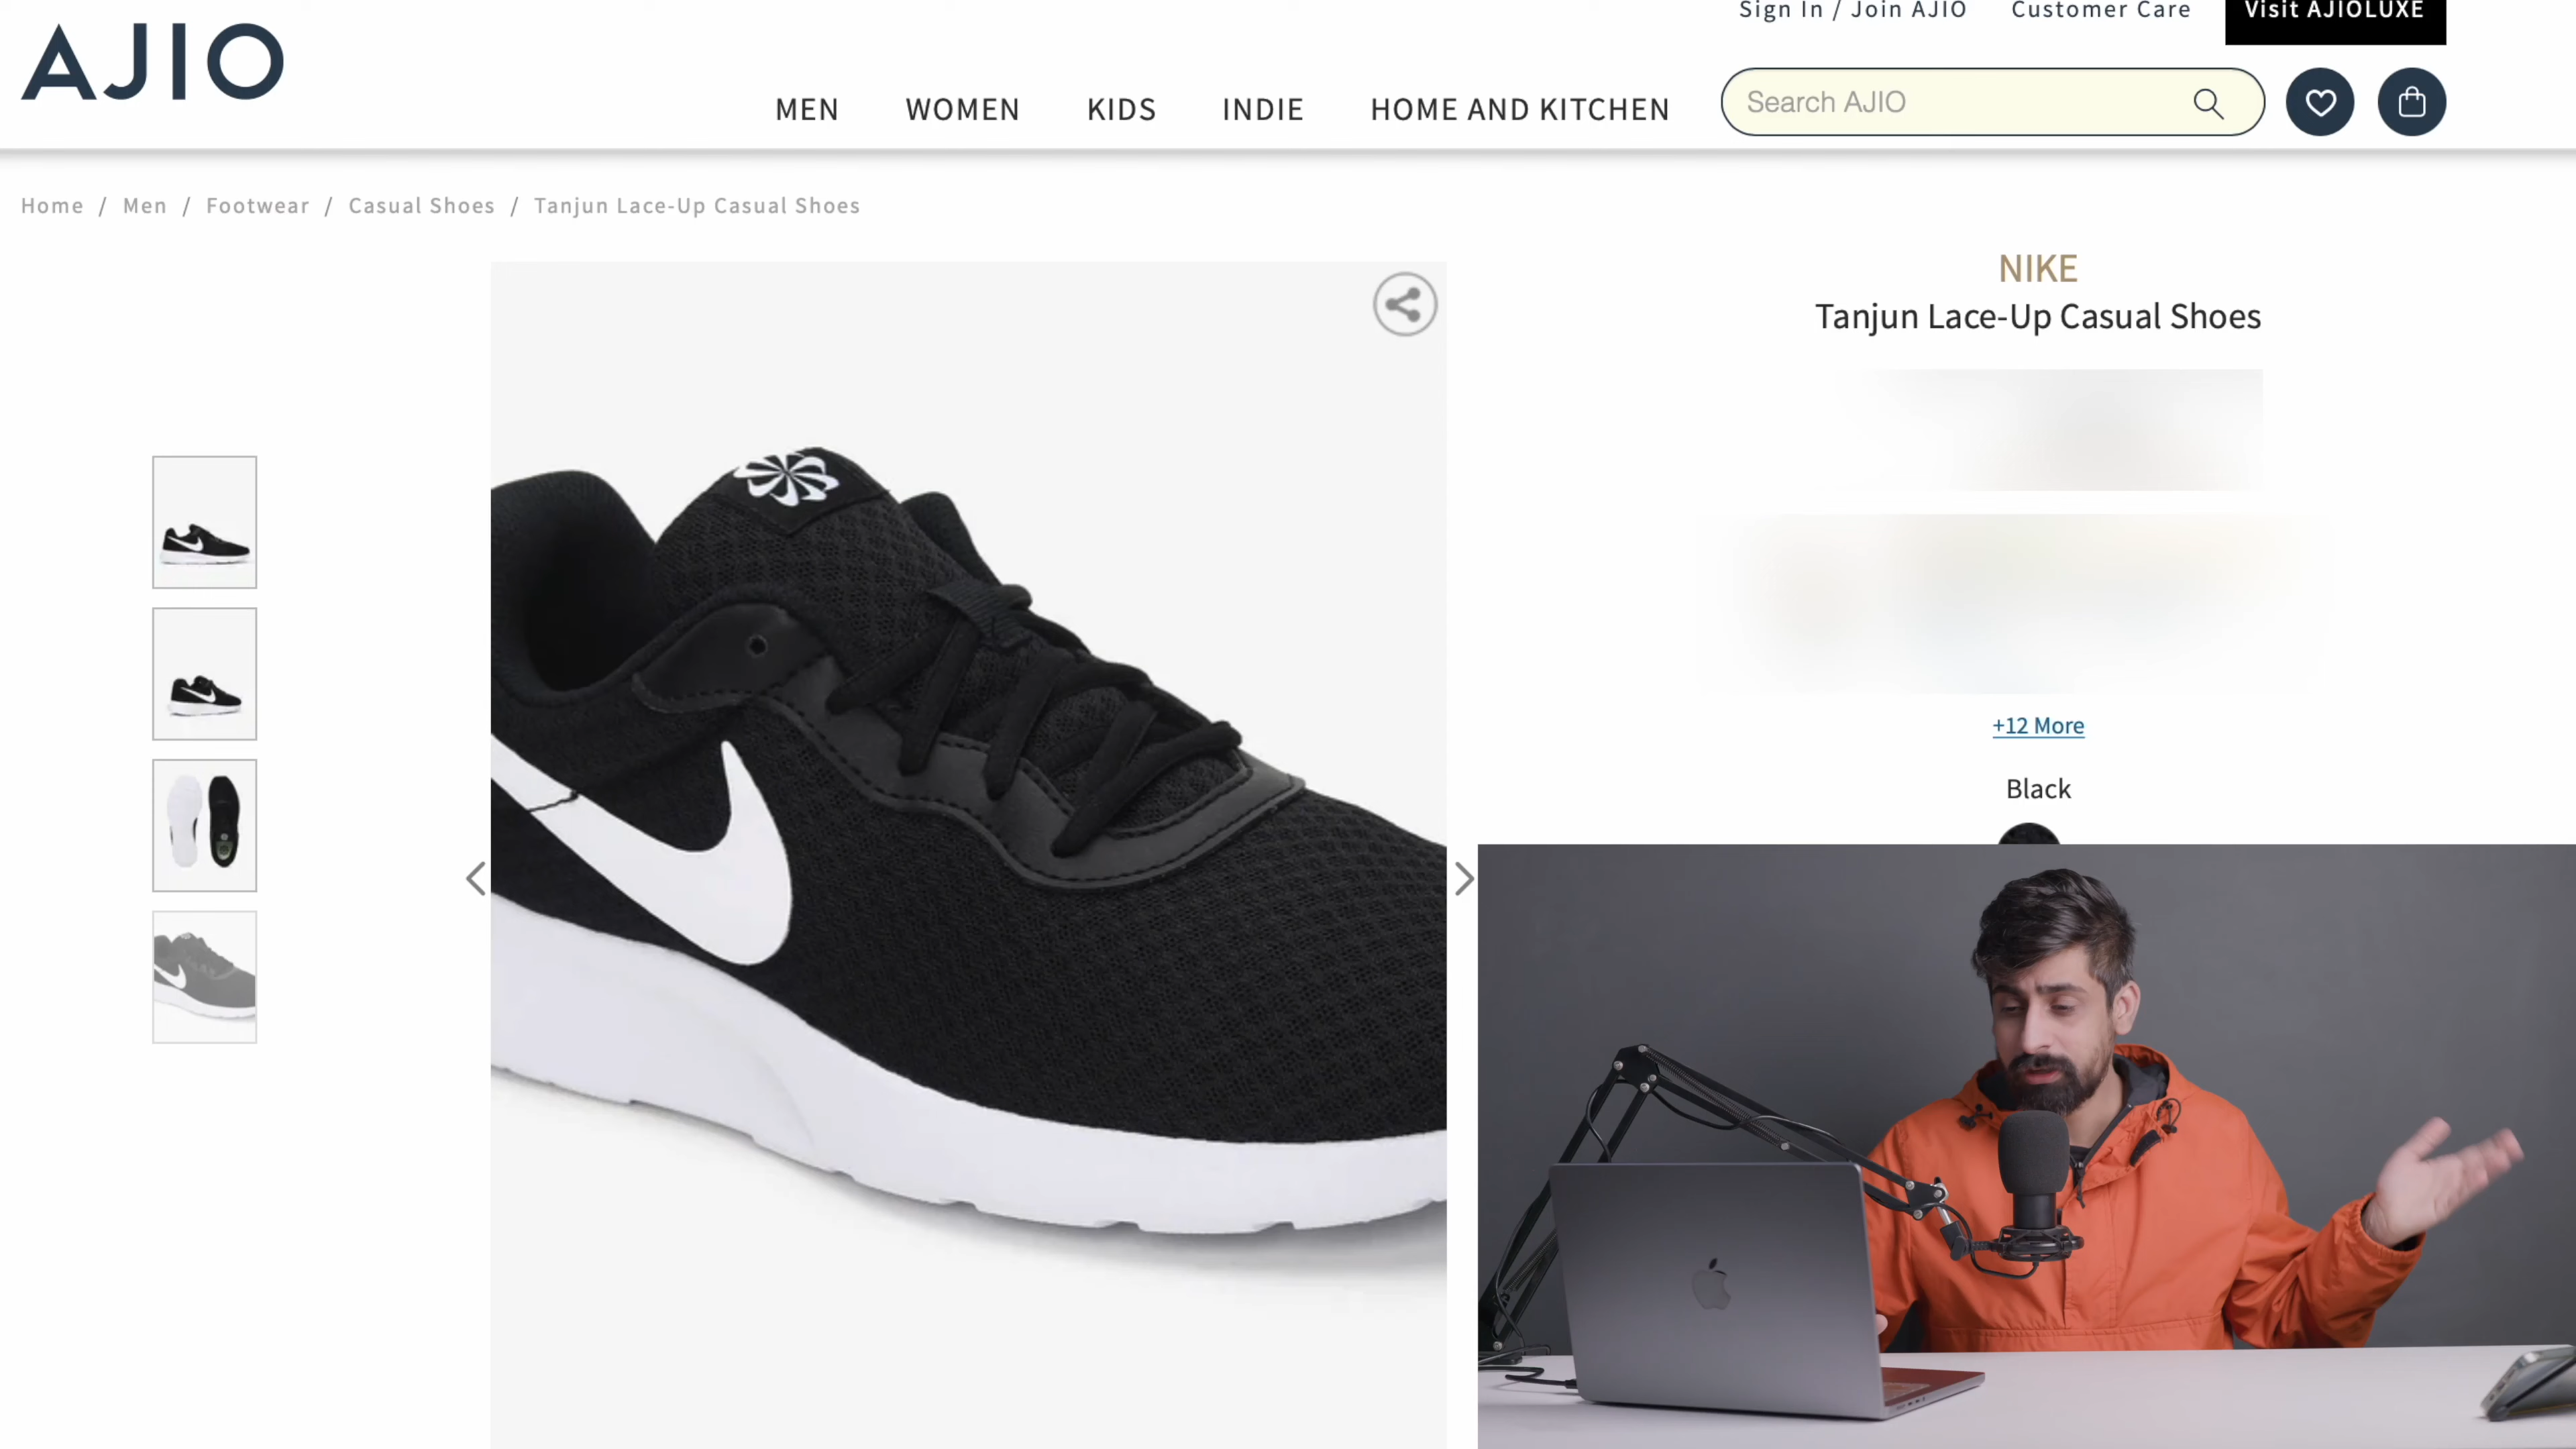 Sign In / Join AJIO
Customer Care
Visit AJIOLUXE
AJIO
MEN
WOMEN
KIDS
INDIE
HOME AND KITCHEN
Search AJIO
Home / Men / Footwear / Casual Shoes / Tanjun Lace-Up Casual Shoes
NIKE
Tanjun Lace-Up Casual Shoes
+12 More
Black